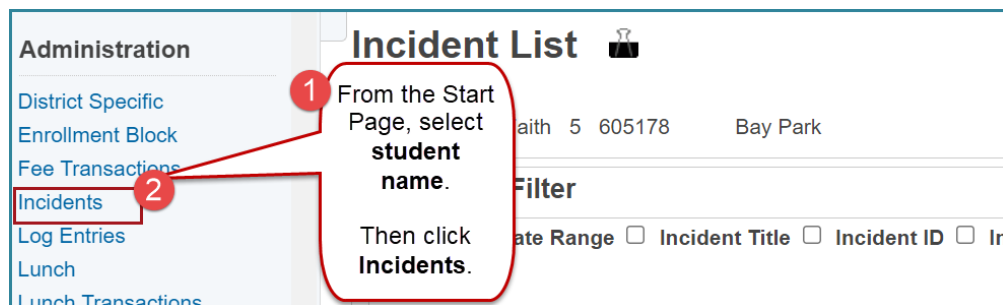 Administration
District Specific
Enrollment Block
Fee Transactions
Incidents
Log Entries
Lunch
Lunch Transactions
Incident List
1
From the Start
Page, select
student
name.
Then click
Incidents.
2
aith 5 605178 Bay Park
Filter
ate Range Incident Title Incident ID In